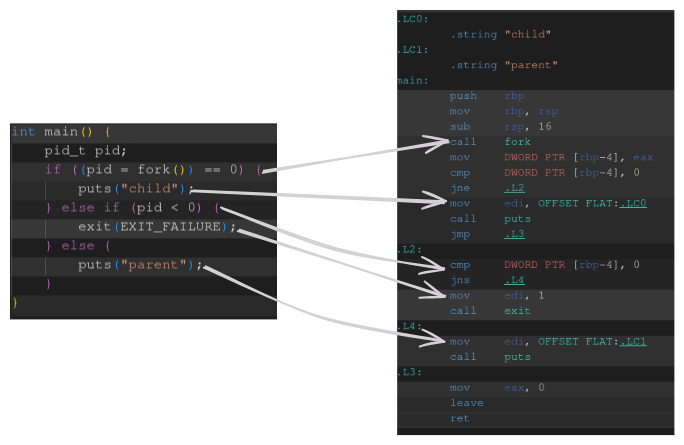 int main() {
pid_t pid;
if ((pid = fork()) == 0) {
puts("child");
} else if (pid < 0) {
exit(EXIT_FAILURE);
} else {
puts("parent");
}
}
.LC0:
.string "child"
.LC1:
.string "parent"
main:
push rbp
mov rbp, rsp
sub rsp, 16
call fork
mov DWORD PTR [rbp-4], eax
cmp DWORD PTR [rbp-4], 0
jne .L2
mov edi, OFFSET FLAT:.LC0
call puts
jmp .L3
.L2:
cmp DWORD PTR [rbp-4], 0
jns .L4
mov edi, 1
call exit
.L4:
mov edi, OFFSET FLAT:.LC1
call puts
.L3:
mov eax, 0
leave
ret